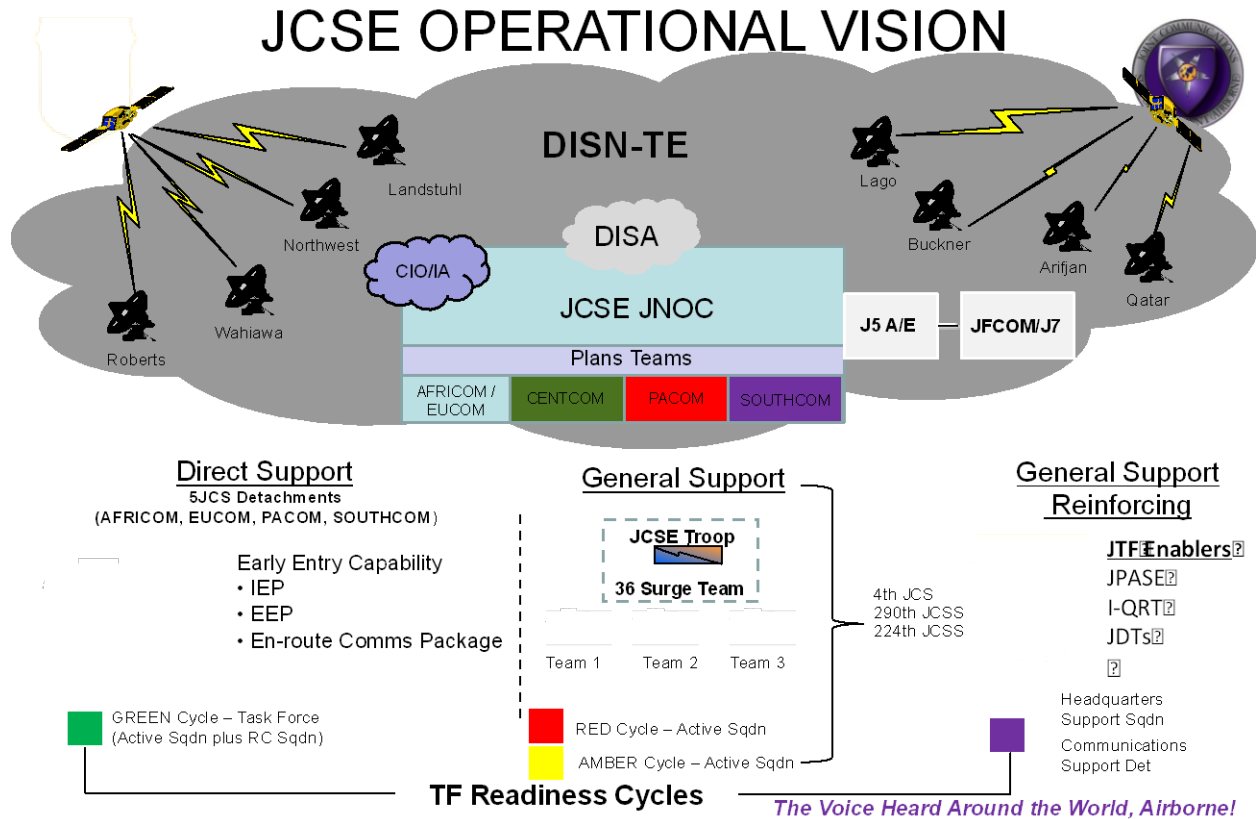 JCSE OPERATIONAL VISION
DISN-TE
Landstuhl
Northwest
Wahiawa
Roberts
Lago
Buckner
Arifjan
Qatar
DISA
CIO/IA
JCSE JNOC
Plans Teams
AFRICOM /
EUCOM
CENTCOM
PACOM
SOUTHCOM
J5 A/E
JFCOM/J7
Direct Support
5JCS Detachments
(AFRICOM, EUCOM, PACOM, SOUTHCOM)
Early Entry Capability
• IEP
• EEP
• En-route Comms Package
GREEN Cycle – Task Force
(Active Sqdn plus RC Sqdn)
General Support
JCSE Troop
36 Surge Team
Team 1
Team 2
Team 3
RED Cycle – Active Sqdn
AMBER Cycle – Active Sqdn
4th JCS
290th JCSS
224th JCSS
General Support
Reinforcing
JTF Enablers
JPASE
I-QRT
JDTs
Headquarters
Support Sqdn
Communications
Support Det
TF Readiness Cycles
The Voice Heard Around the World, Airborne!